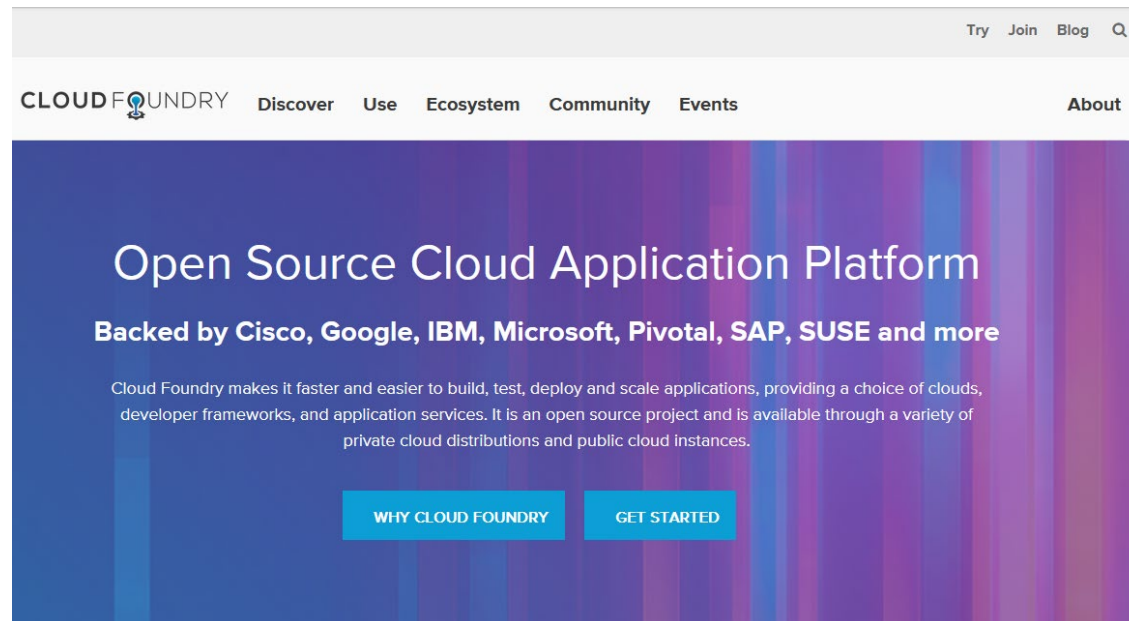 Try Join Blog
CLOUD FOUNDRY Discover Use Ecosystem Community Events About
Open Source Cloud Application Platform
Backed by Cisco, Google, IBM, Microsoft, Pivotal, SAP, SUSE and more
Cloud Foundry makes it faster and easier to build, test, deploy and scale applications, providing a choice of clouds,
developer frameworks, and application services. It is an open source project and is available through a variety of
private cloud distributions and public cloud instances.
WHY CLOUD FOUNDRY GET STARTED